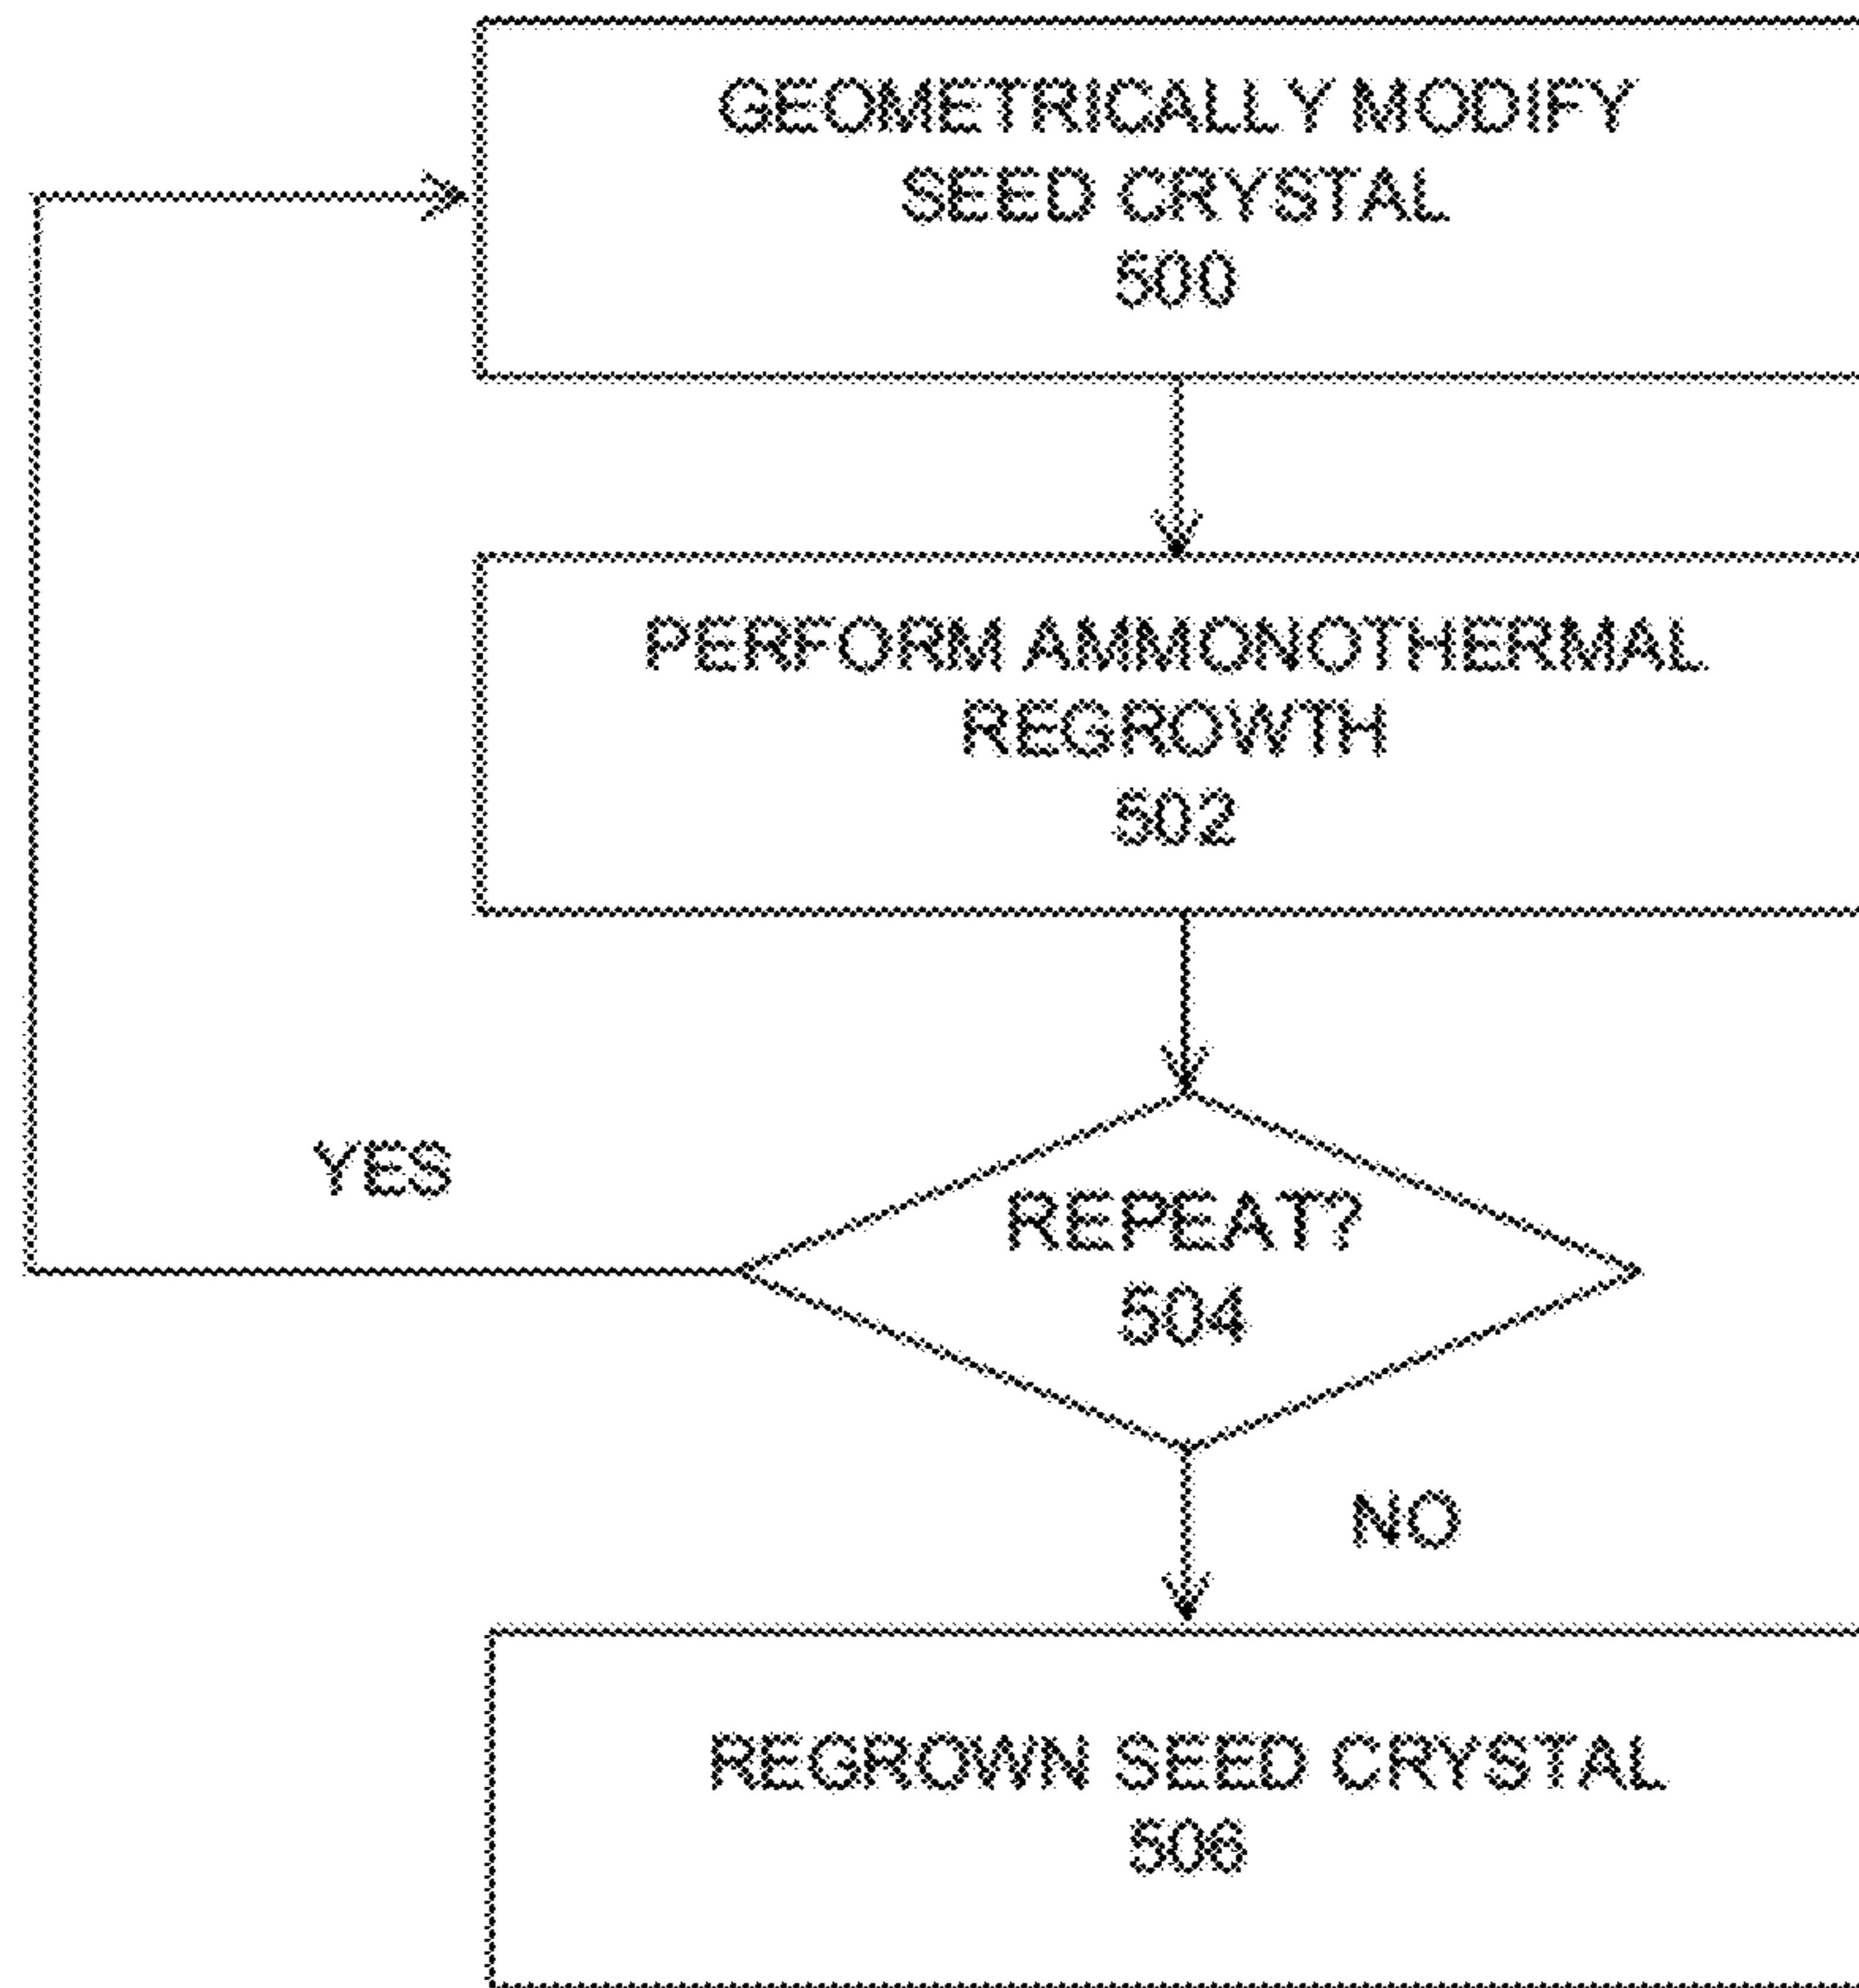 GEOMETRICALLY MODIFY
SEED CRYSTAL
500
PERFORM AMMONOTHERMAL
REGROWTH
502
YES
REPEAT?
504
NO
REGROWN SEED CRYSTAL
506